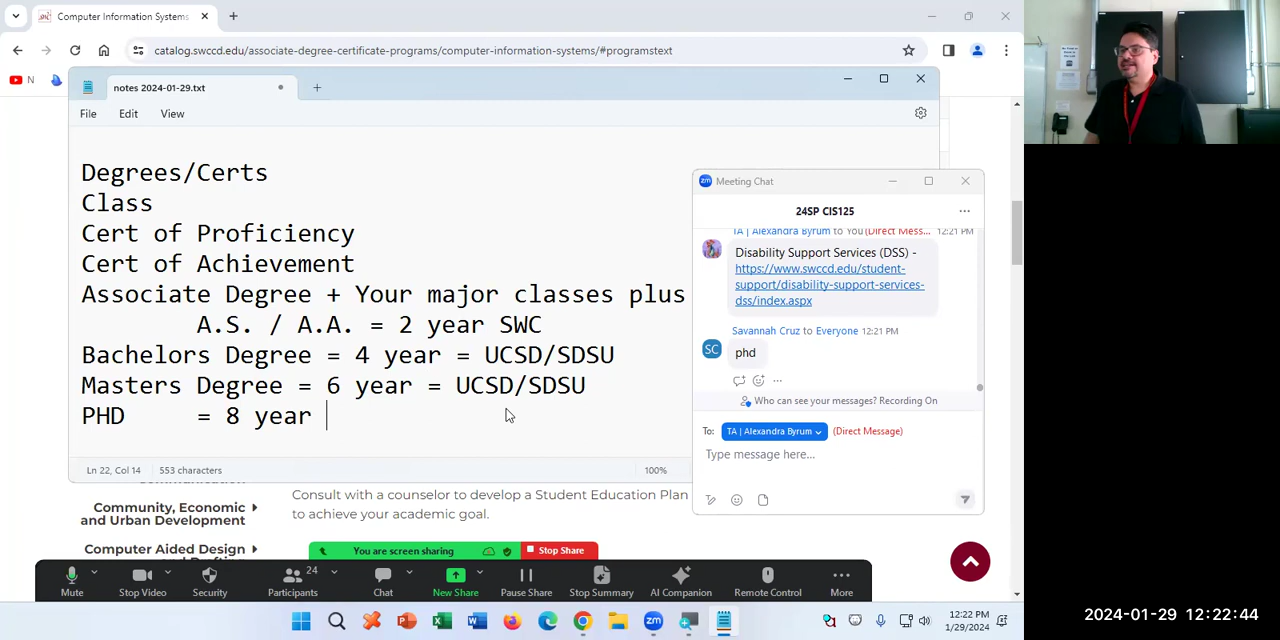 Computer Information Systems
catalog.swccd.edu/associate-degree-certificate-programs/computer-information-systems/#programstext
N
notes 2024-01-29.txt
File Edit View
Degrees/Certs
Class
Cert of Proficiency
Cert of Achievement
Associate Degree + Your major classes plus
A.S. / A.A. = 2 year SWC
Bachelors Degree = 4 year = UCSD/SDSU
Masters Degree = 6 year = UCSD/SDSU
PHD = 8 year
Ln 22, Col 14 553 characters 100%
zm Meeting Chat
24SP CIS125
TA | Alexandra Byrum to You (Direct Mess... 12:21 PM
Disability Support Services (DSS) -
https://www.swccd.edu/student-
support/disability-support-services-
dss/index.aspx
Savannah Cruz to Everyone 12:21 PM
SC
phd
Who can see your messages? Recording On
To: TA | Alexandra Byrum (Direct Message)
Type message here...
Community, Economic
and Urban Development
Computer Aided Design
Consult with a counselor to develop a Student Education Plan
to achieve your academic goal.
You are screen sharing Stop Share
24
Mute Stop Video Security Participants Chat New Share Pause Share Stop Summary AI Companion Remote Control More
12:22 PM
1/29/2024
2024-01-29 12:22:44